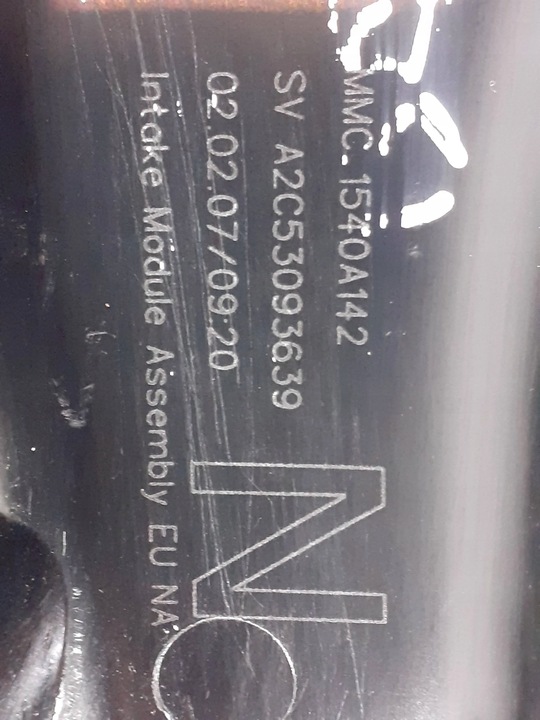 MMC 1540A142
SV A2C53093639
02.02.07/09:20
Intake Module Assembly EU NA
N